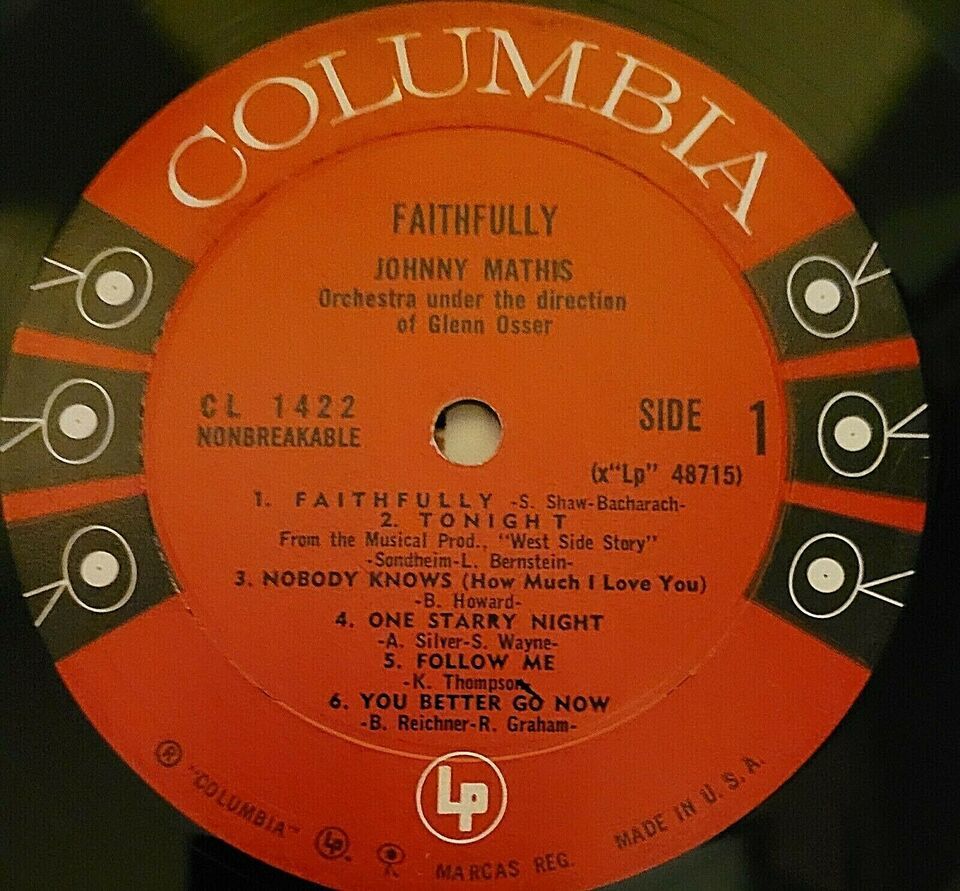 COLUMBIA
FAITHFULLY
JOHNNY MATHIS
Orchestra under the direction
of Glenn Osser
CL 1422
NONBREAKABLE
SIDE 1
(x"Lp" 48715)
1. FAITHFULLY -S. Shaw-Bacharach-
2. TONIGHT
From the Musical Prod., "West Side Story"
-Sondheim-L. Bernstein-
3. NOBODY KNOWS (How Much I Love You)
-B. Howard-
4. ONE STARRY NIGHT
-A. Silver-S. Wayne-
5. FOLLOW ME
-K. Thompson-
6. YOU BETTER GO NOW
-B. Reichner-R. Graham-
Lp
® "COLUMBIA" Lp. MARCAS REG. MADE IN U. S. A.